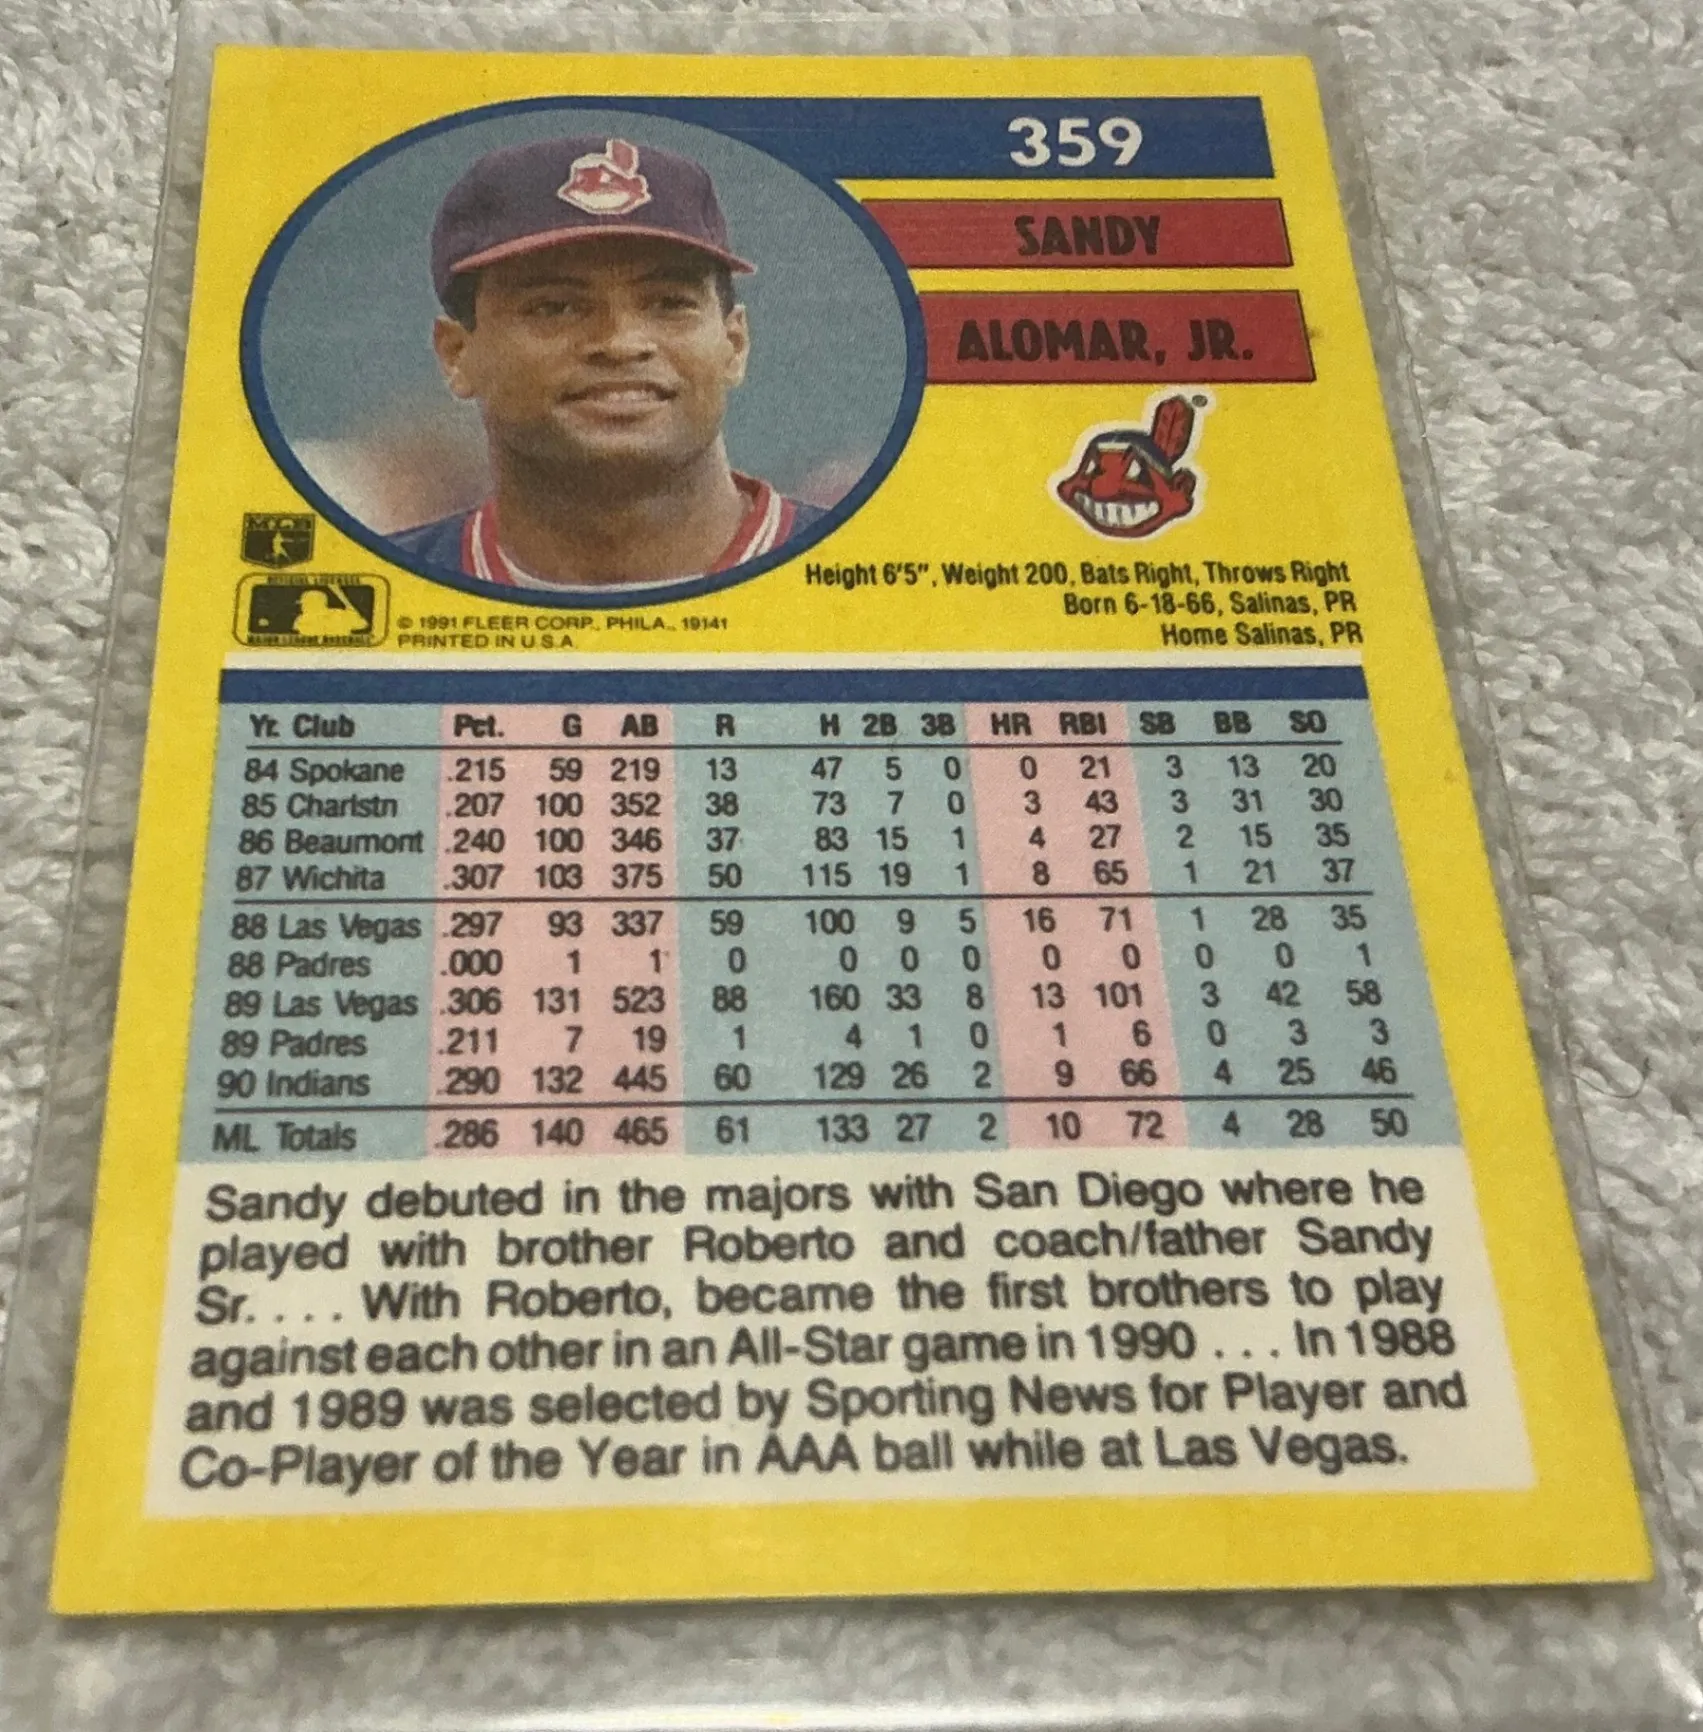 359
SANDY
ALOMAR, JR.
MLB
Height 6'5", Weight 200, Bats Right, Throws Right
Born 6-18-66, Salinas, PR
Home Salinas, PR
© 1991 FLEER CORP., PHILA., 19141
PRINTED IN U.S.A.
Yr. Club Pct. G AB R H 2B 3B HR RBI SB BB SO
84 Spokane .215 59 219 13 47 5 0 0 21 3 13 20
85 Charlstn .207 100 352 38 73 7 0 3 43 3 31 30
86 Beaumont .240 100 346 37 83 15 1 4 27 2 15 35
87 Wichita .307 103 375 50 115 19 1 8 65 1 21 37
88 Las Vegas .297 93 337 59 100 9 5 16 71 1 28 35
88 Padres .000 1 1 0 0 0 0 0 0 0 0 1
89 Las Vegas .306 131 523 88 160 33 8 13 101 3 42 58
89 Padres .211 7 19 1 4 1 0 1 6 0 3 3
90 Indians .290 132 445 60 129 26 2 9 66 4 25 46
ML Totals .286 140 465 61 133 27 2 10 72 4 28 50
Sandy debuted in the majors with San Diego where he
played with brother Roberto and coach/father Sandy
Sr. . . . With Roberto, became the first brothers to play
against each other in an All-Star game in 1990 . . . In 1988
and 1989 was selected by Sporting News for Player and
Co-Player of the Year in AAA ball while at Las Vegas.